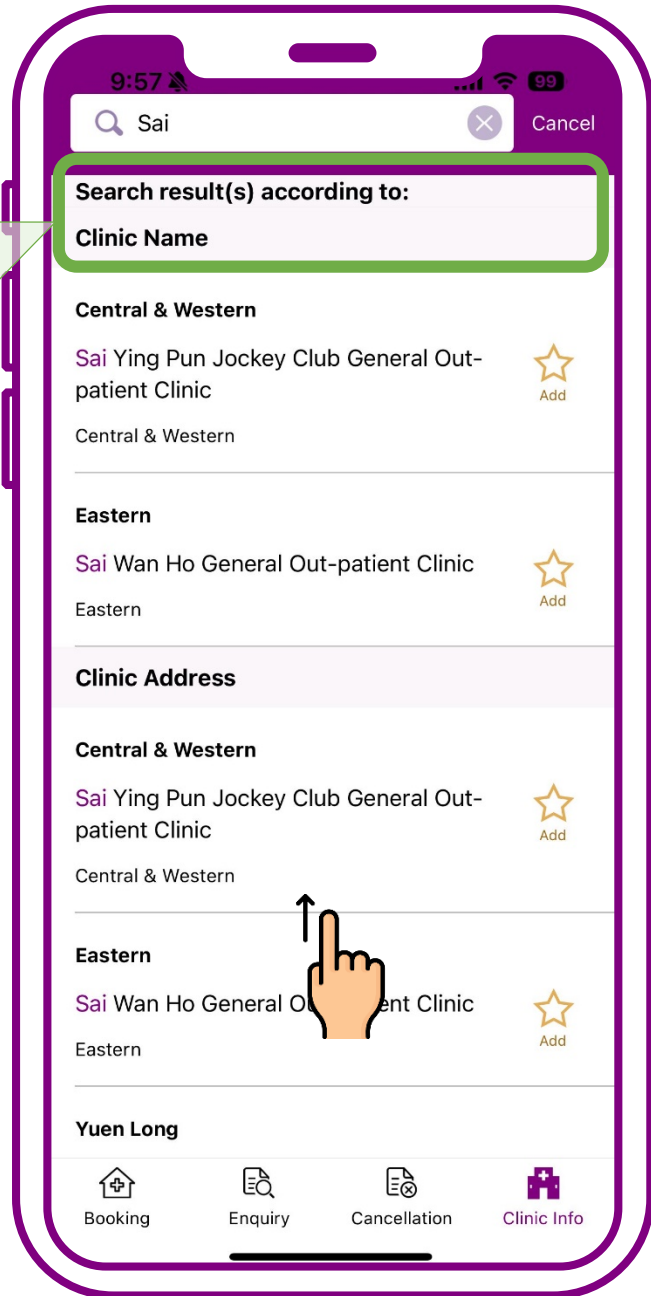 9:57
99
Sai
Cancel
Search result(s) according to:
Clinic Name
Central & Western
Sai Ying Pun Jockey Club General Out-
patient Clinic
Add
Central & Western
Eastern
Sai Wan Ho General Out-patient Clinic
Add
Eastern
Clinic Address
Central & Western
Sai Ying Pun Jockey Club General Out-
patient Clinic
Add
Central & Western
Eastern
Sai Wan Ho General O ent Clinic
Add
Eastern
Yuen Long
Booking Enquiry Cancellation Clinic Info